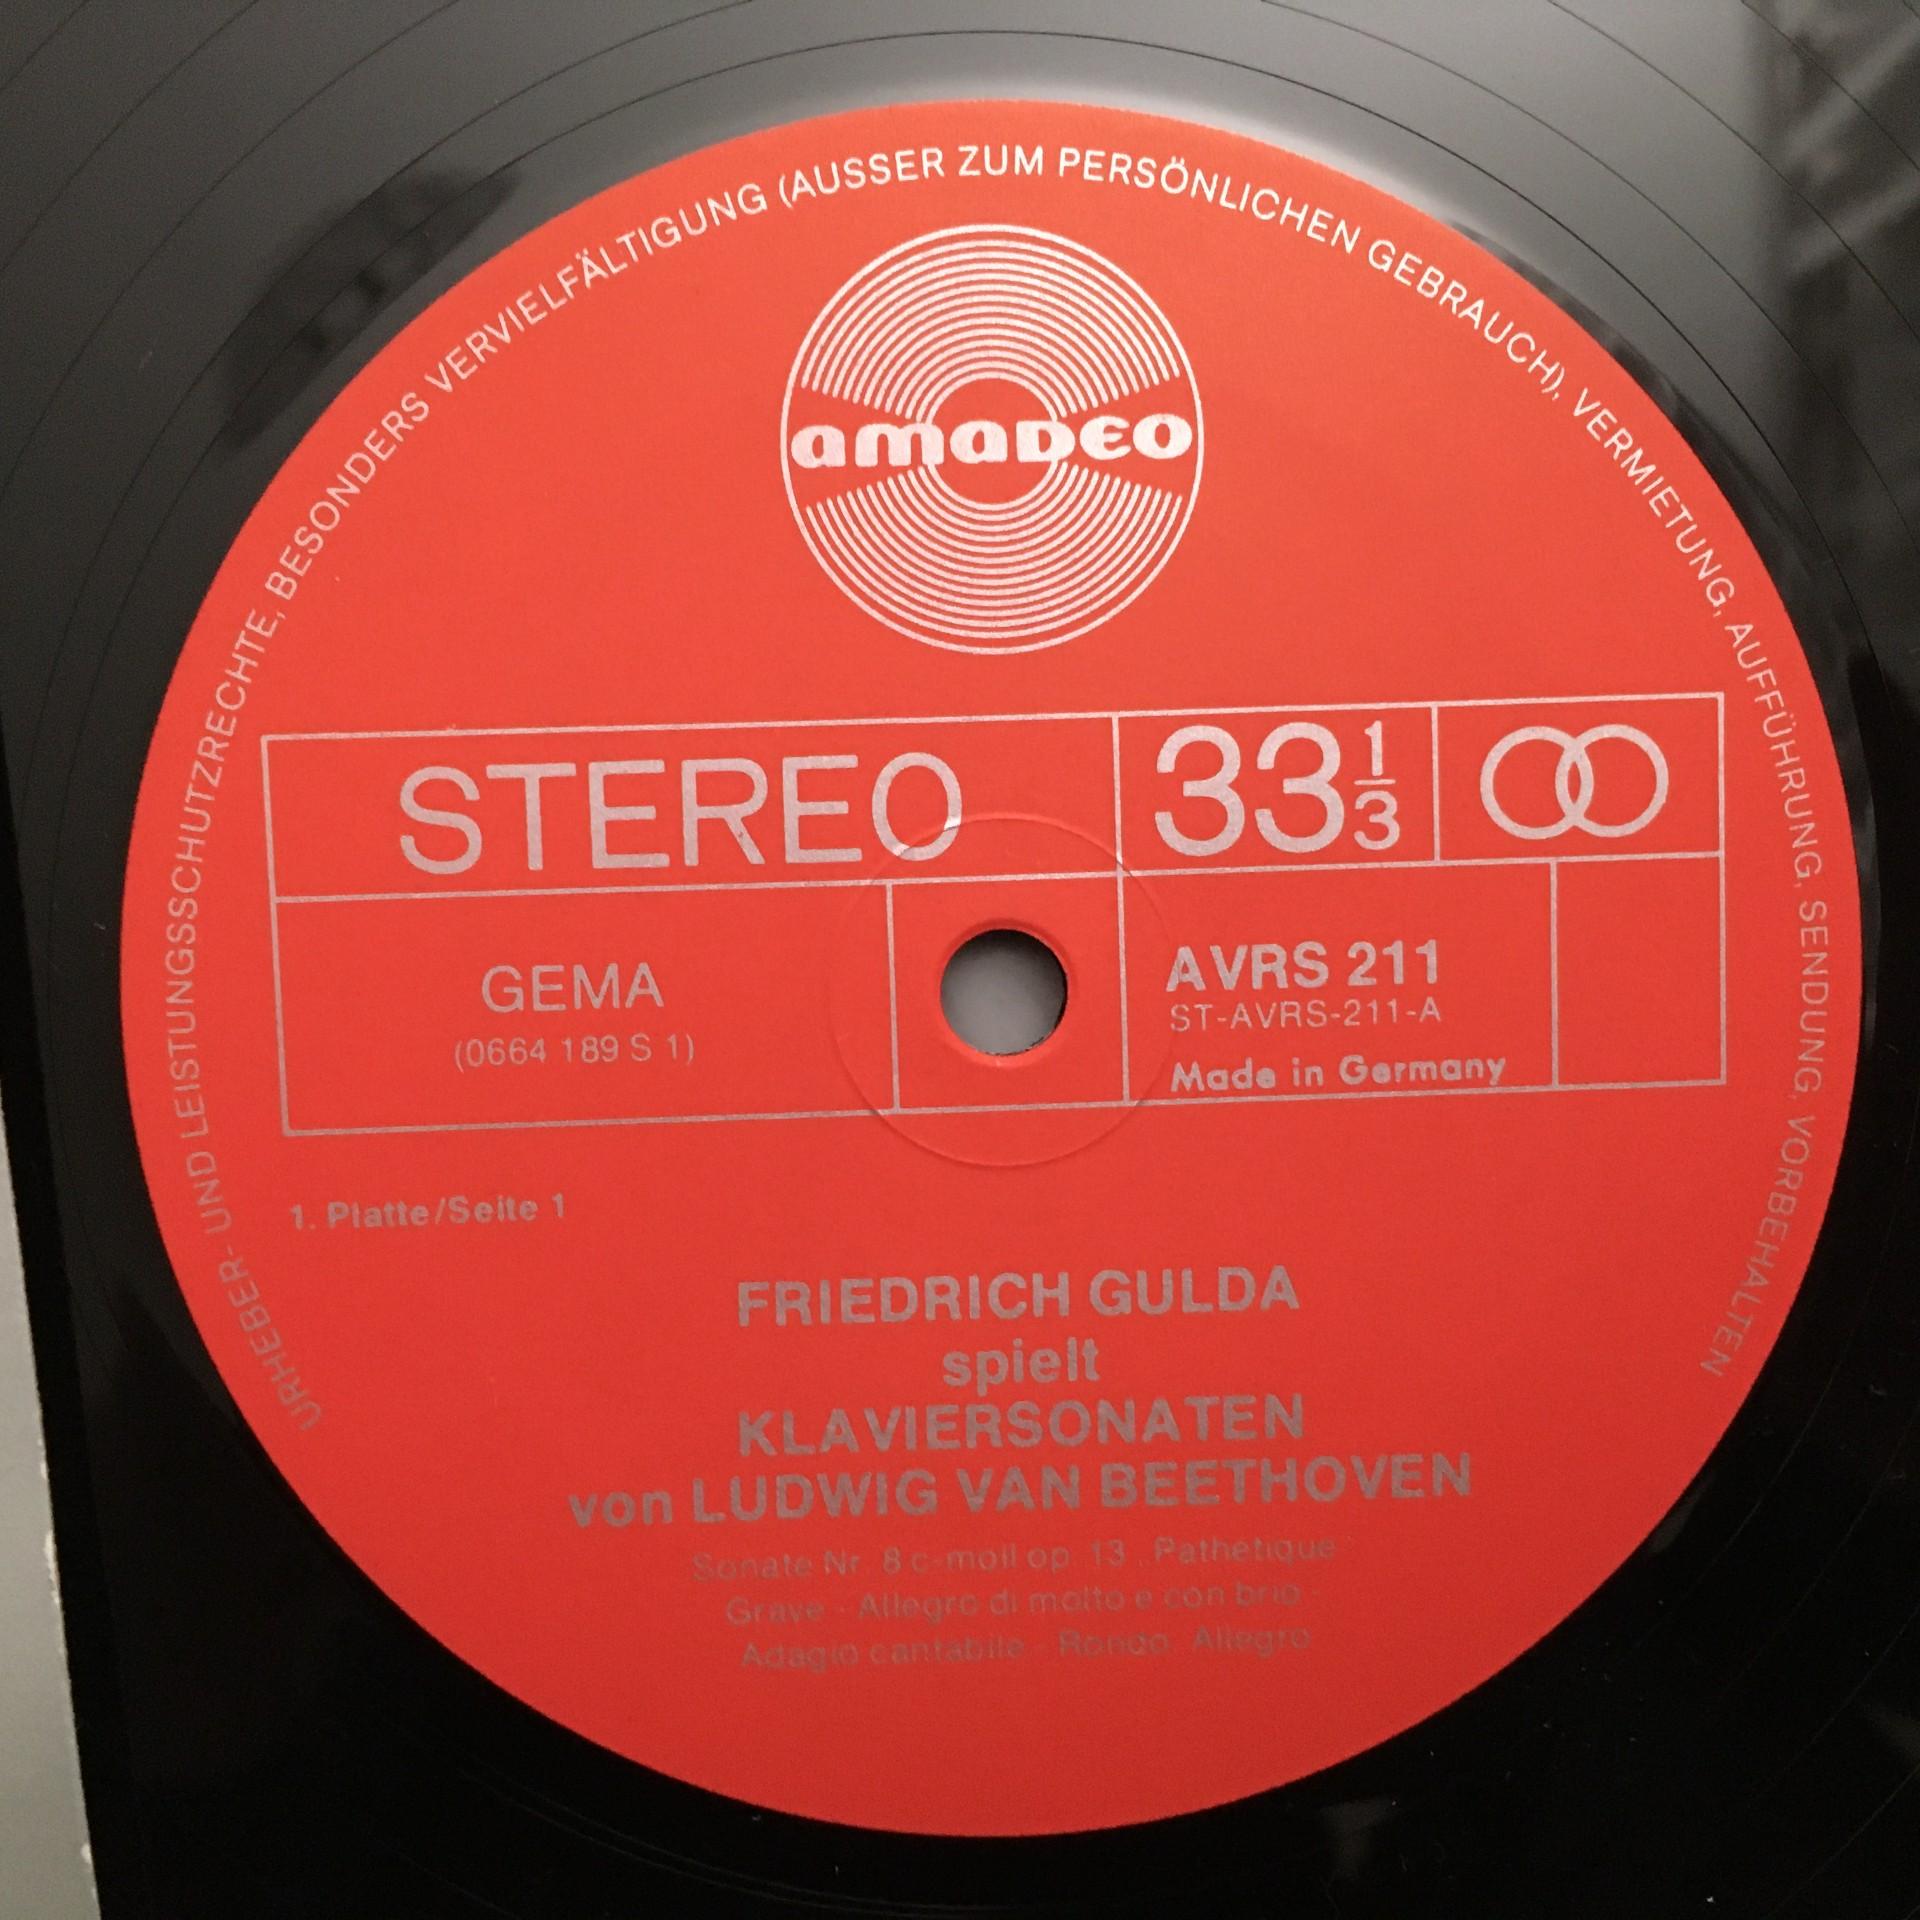 URHEBER- UND LEISTUNGSSCHUTZRECHTE, BESONDERS VERVIELFÄLTIGUNG (AUSSER ZUM PERSÖNLICHEN GEBRAUCH), VERMIETUNG, AUFFÜHRUNG, SENDUNG, VORBEHALTEN
amadeo
STEREO
33 1/3
GEMA
(0664 189 S 1)
AVRS 211
ST-AVRS-211-A
Made in Germany
1. Platte/Seite 1
FRIEDRICH GULDA
spielt
KLAVIERSONATEN
von LUDWIG VAN BEETHOVEN
Sonate Nr. 8 c-moll op. 13 „Pathetique"
Grave - Allegro di molto e con brio -
Adagio cantabile - Rondo. Allegro